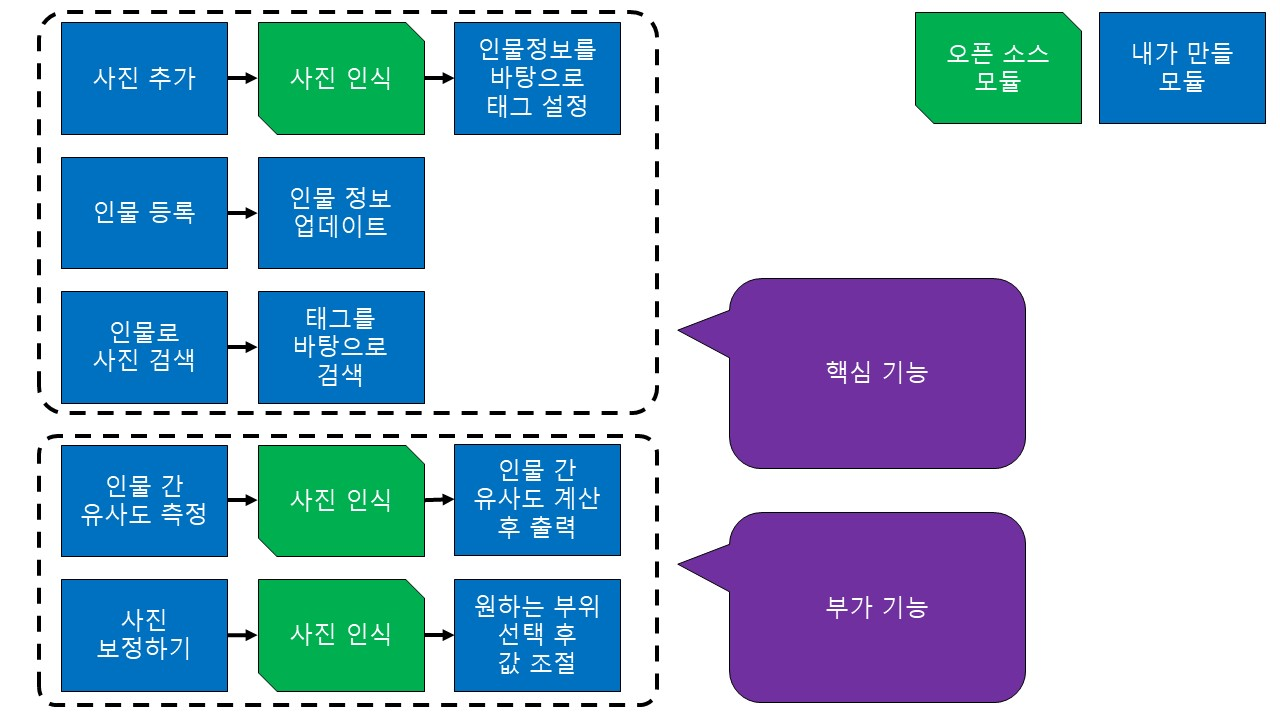 사진 추가
사진 인식
인물정보를
바탕으로
태그 설정
오픈 소스
모듈
내가 만들
모듈
인물 등록
인물 정보
업데이트
인물로
사진 검색
태그를
바탕으로
검색
핵심 기능
인물 간
유사도 측정
사진 인식
인물 간
유사도 계산
후 출력
사진
보정하기
사진 인식
원하는 부위
선택 후
값 조절
부가 기능